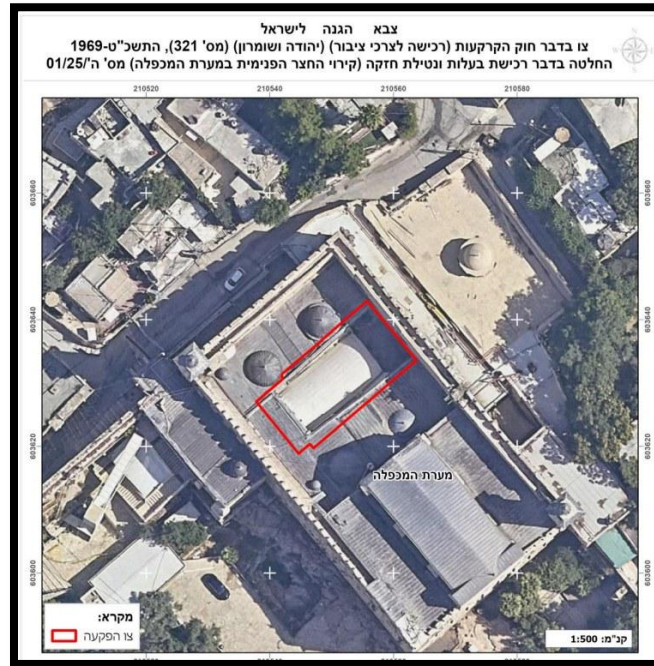 צבא הגנה לישראל
צו בדבר חוק הקרקעות (רכישה לצרכי ציבור) (יהודה ושומרון) (מס' 321), התשכ"ט-1969
החלטה בדבר רכישת בעלות ונטילת חזקה (קירוי החצר הפנימית במערת המכפלה) מס' ה/01/25
210520 210540 210560 210580
603660 603660
603640 603640
603620 603620
מערת המכפלה
603600 603600
מקרא:
צו הפקעה
קנ"מ: 1:500